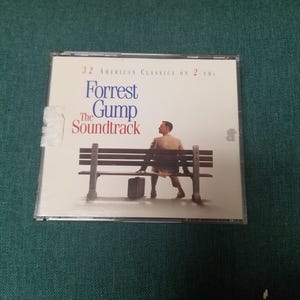 32 AMERICAN CLASSICS ON 2 CDs
Forrest
Gump
The
Soundtrack